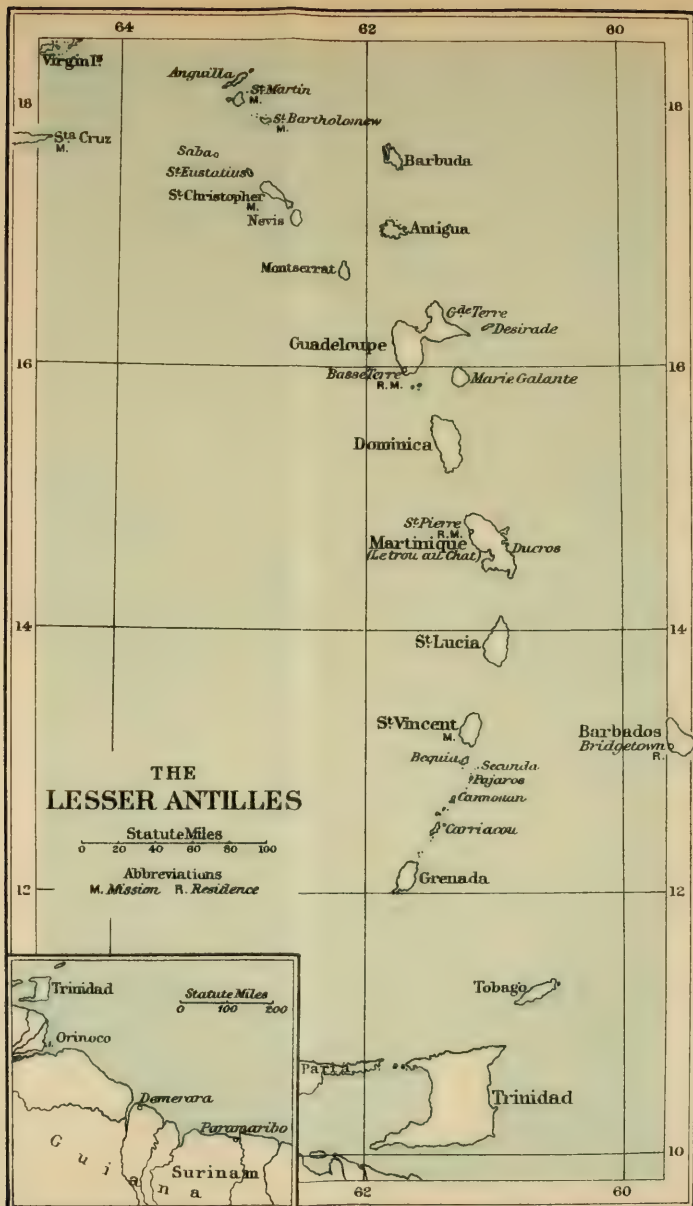 64 62 60
Virgin Iˢ
Anguilla
18 18
Sᵗ Martin
M.
Sᵗ Bartholomew
M.
Sᵗᵃ Cruz
M.
Saba
Barbuda
Sᵗ Eustatius
Sᵗ Christopher
M.
Nevis
Antigua
Montserrat
Gᵈᵉ Terre
Desirade
Guadeloupe
16 16
Basse Terre
R.M.
Marie Galante
Dominica
Sᵗ Pierre
R.M.
Martinique
(Le trou au Chat)
Ducros
14 14
Sᵗ Lucia
Sᵗ Vincent
M.
Barbados
Bridgetown
R.
Bequia
Secunda
Pajaros
Cannouan
Carriacou
THE
LESSER ANTILLES
Statute Miles
0 20 40 60 80 100
Abbreviations
M. Mission R. Residence
12 12
Grenada
Tobago
Trinidad
Statute Miles
0 100 200
Orinoco
Demerara
Paramaribo
Guiana
Surinam
Paria
Trinidad
10
62 60